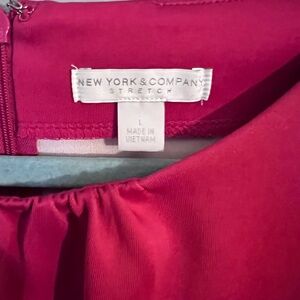 NEW YORK & COMPANY
STRETCH
L
MADE IN
VIETNAM